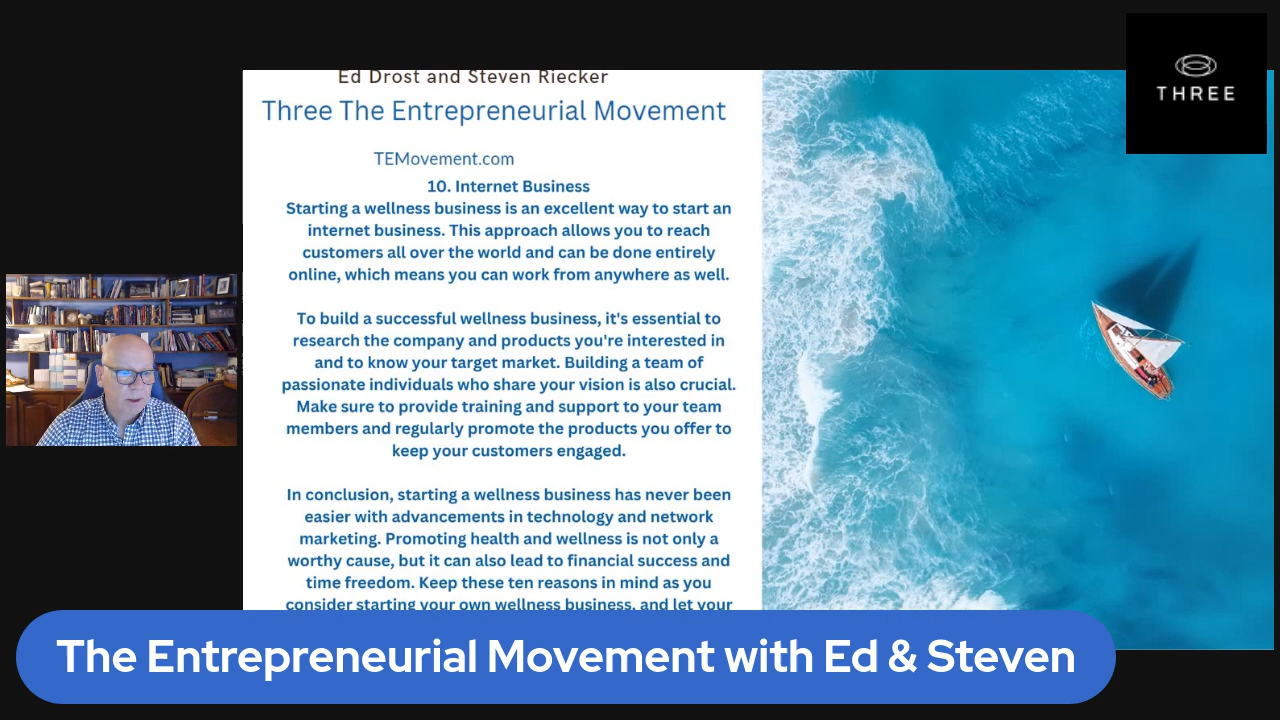 THREE
Ed Drost and Steven Riecker
Three The Entrepreneurial Movement
TEMovement.com
10. Internet Business
Starting a wellness business is an excellent way to start an
internet business. This approach allows you to reach
customers all over the world and can be done entirely
online, which means you can work from anywhere as well.
To build a successful wellness business, it's essential to
research the company and products you're interested in
and to know your target market. Building a team of
passionate individuals who share your vision is also crucial.
Make sure to provide training and support to your team
members and regularly promote the products you offer to
keep your customers engaged.
In conclusion, starting a wellness business has never been
easier with advancements in technology and network
marketing. Promoting health and wellness is not only a
worthy cause, but it can also lead to financial success and
time freedom. Keep these ten reasons in mind as you
consider starting your own wellness business, and let your
The Entrepreneurial Movement with Ed & Steven